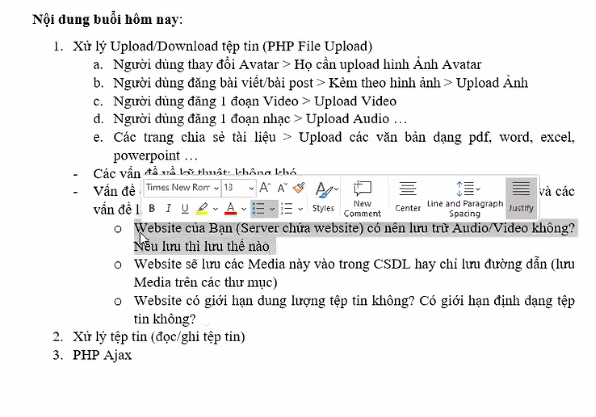 Nội dung buổi hôm nay:
1. Xử lý Upload/Download tệp tin (PHP File Upload)
a. Người dùng thay đổi Avatar > Họ cần upload hình Ảnh Avatar
b. Người dùng đăng bài viết/bài post > Kèm theo hình ảnh > Upload Ảnh
c. Người dùng đăng 1 đoạn Video > Upload Video
d. Người dùng đăng 1 đoạn nhạc > Upload Audio …
e. Các trang chia sẻ tài liệu > Upload các văn bản dạng pdf, word, excel,
powerpoint …
- Các vấn đề về kỹ thuật: không khó
- Vấn đề và các
vấn đề
Times New Rom 13 A A
B I U A Styles New Comment Center Line and Paragraph Spacing Justify
o Website của Bạn (Server chứa website) có nên lưu trữ Audio/Video không?
Nếu lưu thì lưu thế nào
o Website sẽ lưu các Media này vào trong CSDL hay chỉ lưu đường dẫn (lưu
Media trên các thư mục)
o Website có giới hạn dung lượng tệp tin không? Có giới hạn định dạng tệp
tin không?
2. Xử lý tệp tin (đọc/ghi tệp tin)
3. PHP Ajax